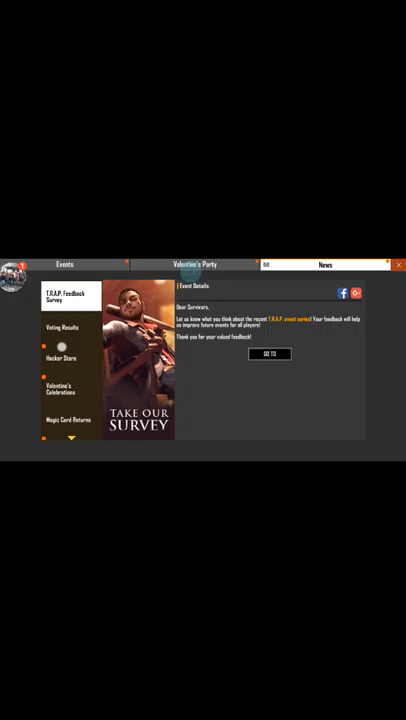 Events
Valentine's Party
News
1
T.R.A.P. Feedback
Survey
Voting Results
Hacker Store
Valentine's
Celebrations
Magic Card Returns
TAKE OUR
SURVEY
Event Details
Dear Survivors,
Let us know what you think about the recent T.R.A.P. event series! Your feedback will help
us improve future events for all players!
Thank you for your valued feedback!
GO TO
f
G+